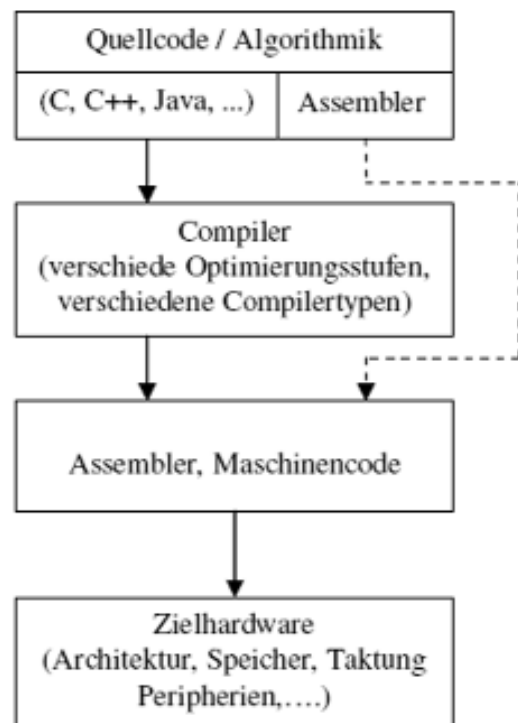 Quellcode / Algorithmik
(C, C++, Java, ...)
Assembler
Compiler
(verschiede Optimierungsstufen,
verschiedene Compilertypen)
Assembler, Maschinencode
Zielhardware
(Architektur, Speicher, Taktung
Peripherien,....)